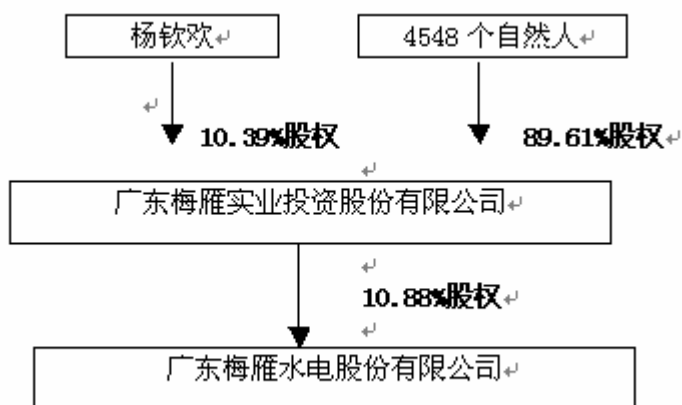 杨钦欢
4548 个自然人
10.39%股权
89.61%股权
广东梅雁实业投资股份有限公司
10.88%股权
广东梅雁水电股份有限公司